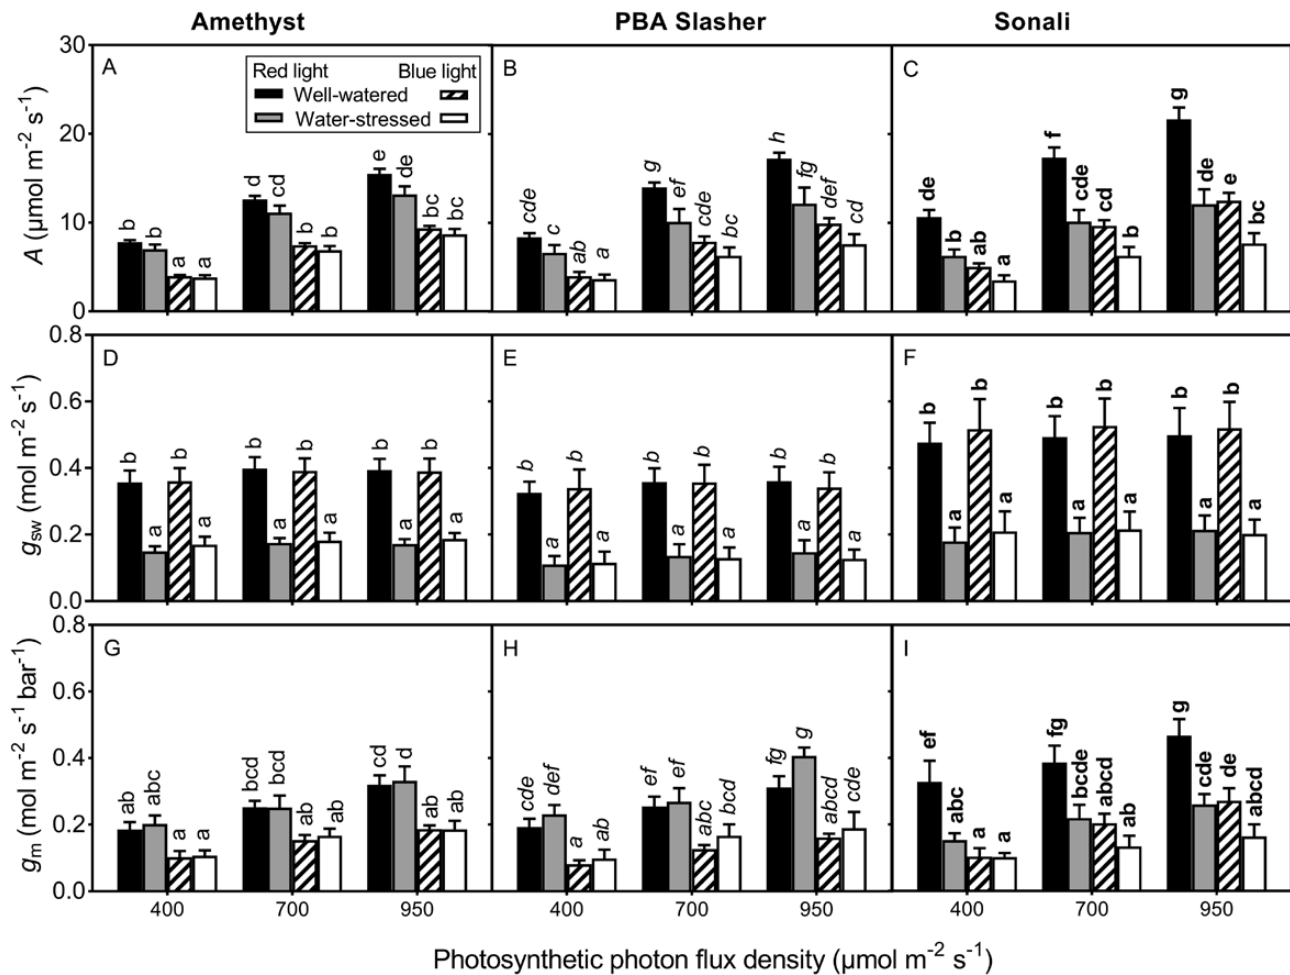 Amethyst PBA Slasher Sonali
A B C
Red light Blue light
Well-watered
Water-stressed
A (µmol m⁻² s⁻¹)
30
20
10
0
b b a a d cd b b e de bc bc
cde c ab a g ef cde bc h fg def cd
de b ab a f cde cd b g de e bc
D E F
gsw (mol m⁻² s⁻¹)
0.8
0.6
0.4
0.2
0.0
b a b a b a b a b a b a
b a b a b a b a b a b a
b a b a b a b a b a b a
G H I
gm (mol m⁻² s⁻¹ bar⁻¹)
0.8
0.6
0.4
0.2
0.0
ab abc a a bcd bcd ab ab cd d ab ab
cde def a ab ef ef abc bcd fg g abcd cde
ef abc a a fg bcde abcd ab g cde de abcd
400 700 950 400 700 950 400 700 950
Photosynthetic photon flux density (µmol m⁻² s⁻¹)